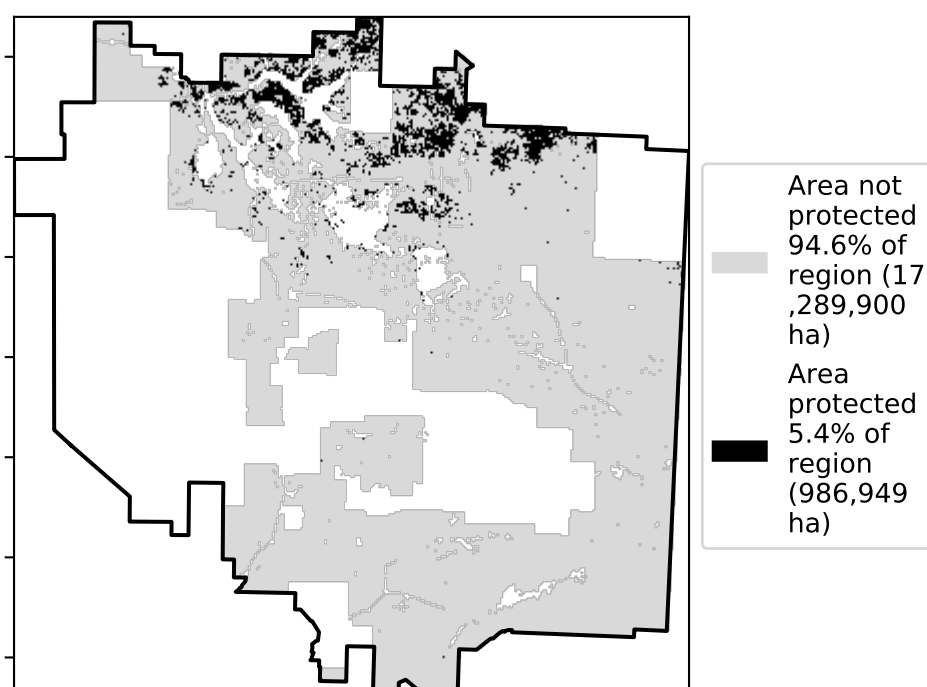 Area not
protected
94.6% of
region (17
,289,900
ha)
Area
protected
5.4% of
region
(986,949
ha)